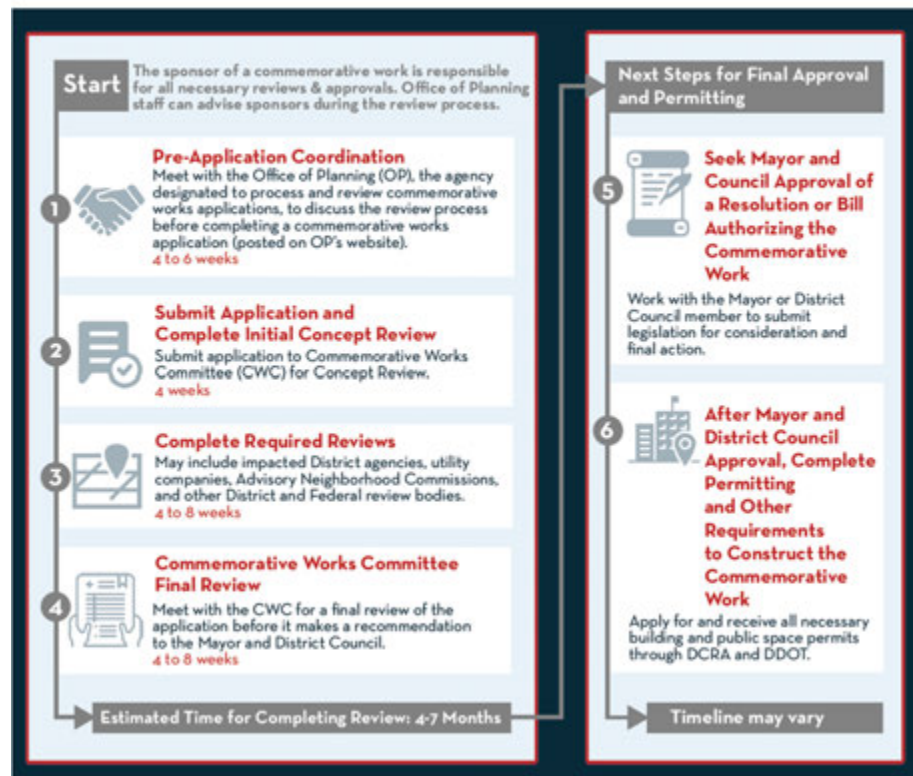 Start
The sponsor of a commemorative work is responsible
for all necessary reviews & approvals. Office of Planning
staff can advise sponsors during the review process.
1
Pre-Application Coordination
Meet with the Office of Planning (OP), the agency
designated to process and review commemorative
works applications, to discuss the review process
before completing a commemorative works
application (posted on OP's website).
4 to 6 weeks
2
Submit Application and
Complete Initial Concept Review
Submit application to Commemorative Works
Committee (CWC) for Concept Review.
4 weeks
3
Complete Required Reviews
May include impacted District agencies, utility
companies, Advisory Neighborhood Commissions,
and other District and Federal review bodies.
4 to 8 weeks
4
Commemorative Works Committee
Final Review
Meet with the CWC for a final review of the
application before it makes a recommendation
to the Mayor and District Council.
4 to 8 weeks
Estimated Time for Completing Review: 4-7 Months
Next Steps for Final Approval
and Permitting
5
Seek Mayor and
Council Approval of
a Resolution or Bill
Authorizing the
Commemorative
Work
Work with the Mayor or District
Council member to submit
legislation for consideration and
final action.
6
After Mayor and
District Council
Approval, Complete
Permitting
and Other
Requirements
to Construct the
Commemorative
Work
Apply for and receive all necessary
building and public space permits
through DCRA and DDOT.
Timeline may vary